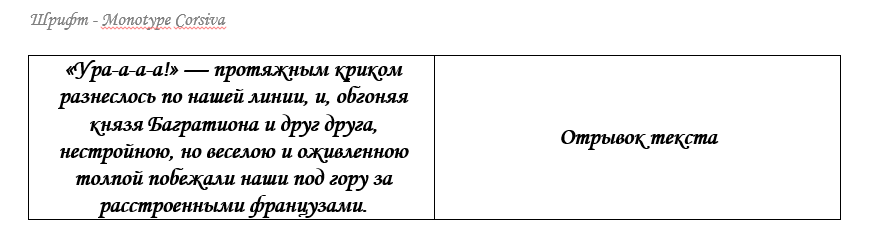 Шрифт - Monotype Corsiva
«Ура-а-а-а!» — протяжным криком
разнеслось по нашей линии, и, обгоняя
князя Багратиона и друг друга,
нестройною, но веселою и оживленною
толпой побежали наши под гору за
расстроенными французами.
Отрывок текста